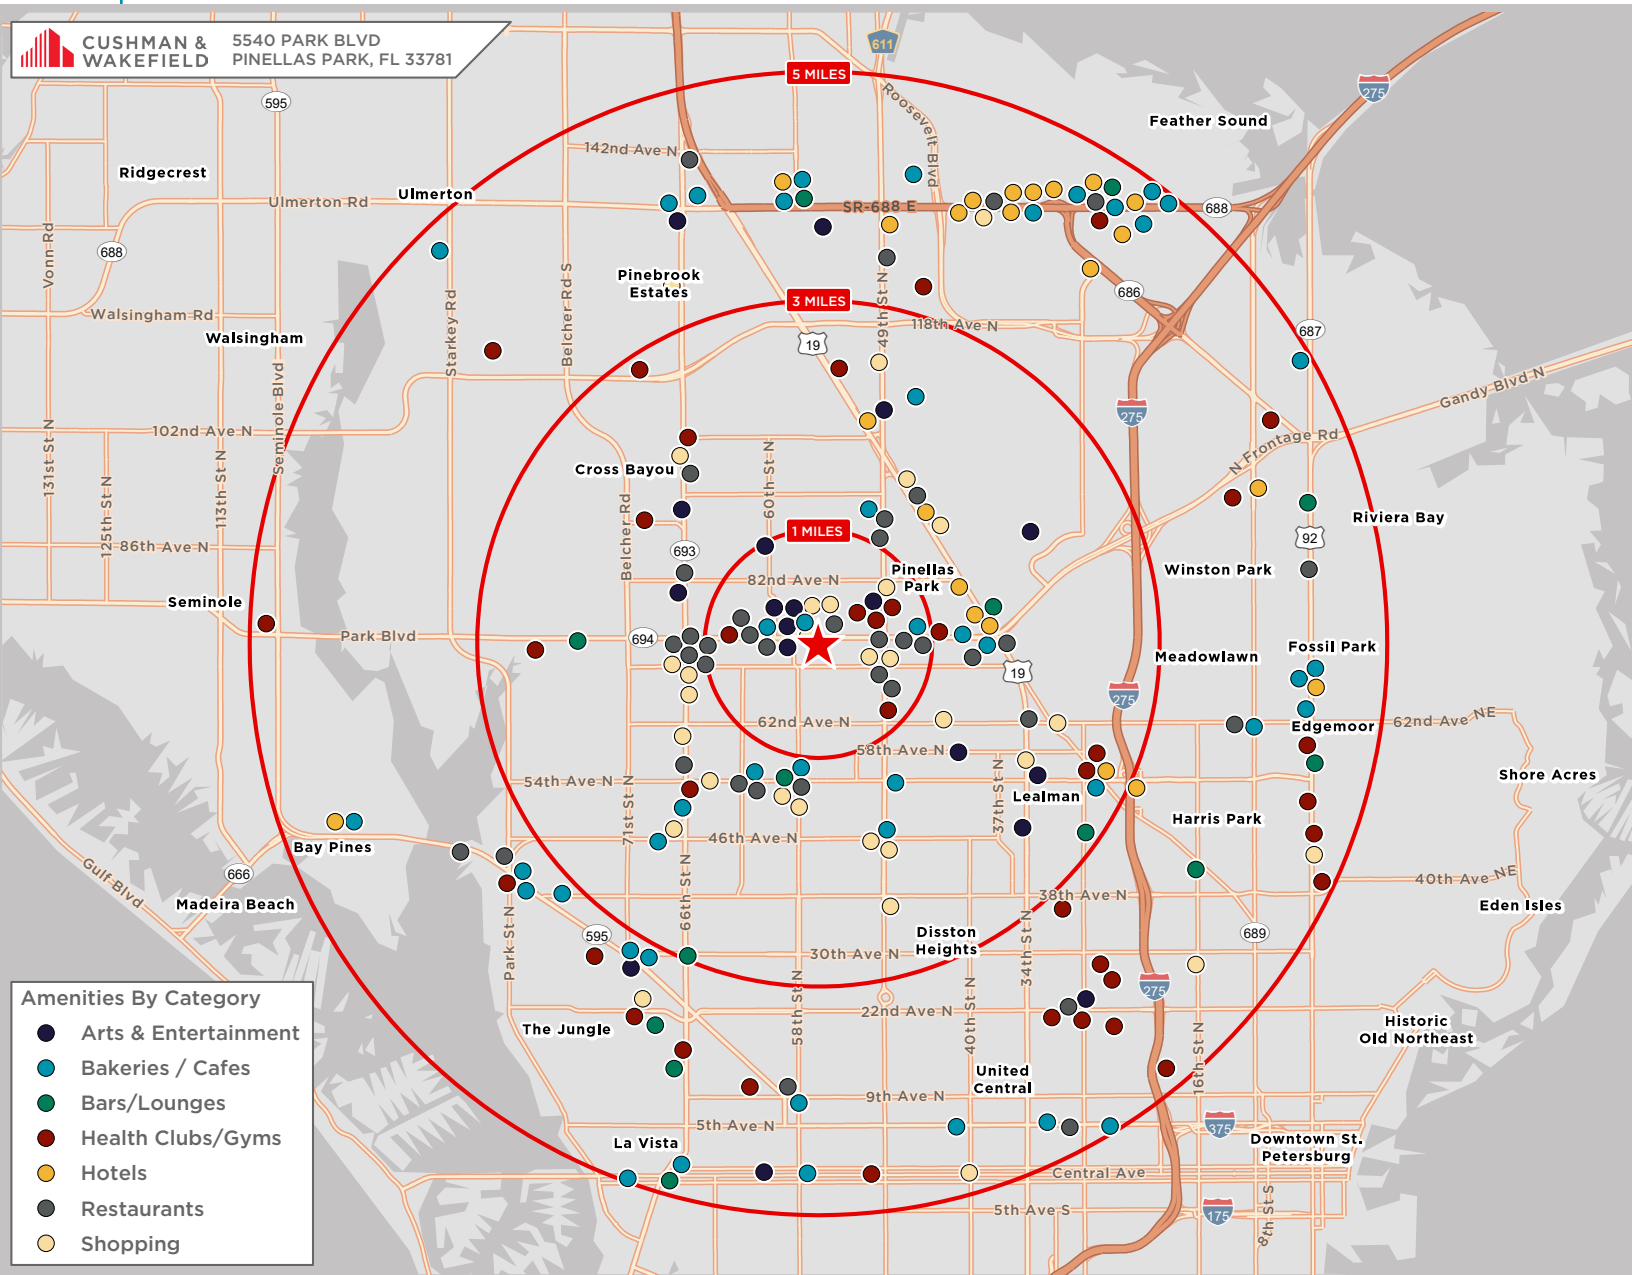 CUSHMAN &
WAKEFIELD
5540 PARK BLVD
PINELLAS PARK, FL 33781
611
5 MILES
275
595
Roosevelt Blvd
Feather Sound
142nd Ave N
Ridgecrest
Ulmerton
Ulmerton Rd
SR-688 E
688
Vonn Rd
688
Pinebrook
Estates
Belcher Rd S
Starkey Rd
49th St N
686
3 MILES
Walsingham Rd
118th Ave N
687
Walsingham
19
Seminole Blvd
Gandy Blvd N
275
102nd Ave N
131st St N
113th St N
125th St N
60th St N
N Frontage Rd
Cross Bayou
Belcher Rd
Riviera Bay
1 MILES
92
86th Ave N
693
Pinellas
Park
82nd Ave N
Winston Park
Seminole
Park Blvd
694
Fossil Park
Meadowlawn
19
275
62nd Ave N
62nd Ave NE
Edgemoor
58th Ave N
Shore Acres
54th Ave N
71st St N
37th St N
Lealman
Harris Park
46th Ave N
Bay Pines
Gulf Blvd
666
40th Ave NE
38th Ave N
66th St N
Madeira Beach
Eden Isles
Park St N
34th St N
595
Disston
Heights
689
30th Ave N
275
58th St N
40th St N
22nd Ave N
The Jungle
16th St N
Historic
Old Northeast
United
Central
9th Ave N
5th Ave N
375
La Vista
Downtown St.
Petersburg
Central Ave
5th Ave S
175
8th St S
Amenities By Category
Arts & Entertainment
Bakeries / Cafes
Bars/Lounges
Health Clubs/Gyms
Hotels
Restaurants
Shopping